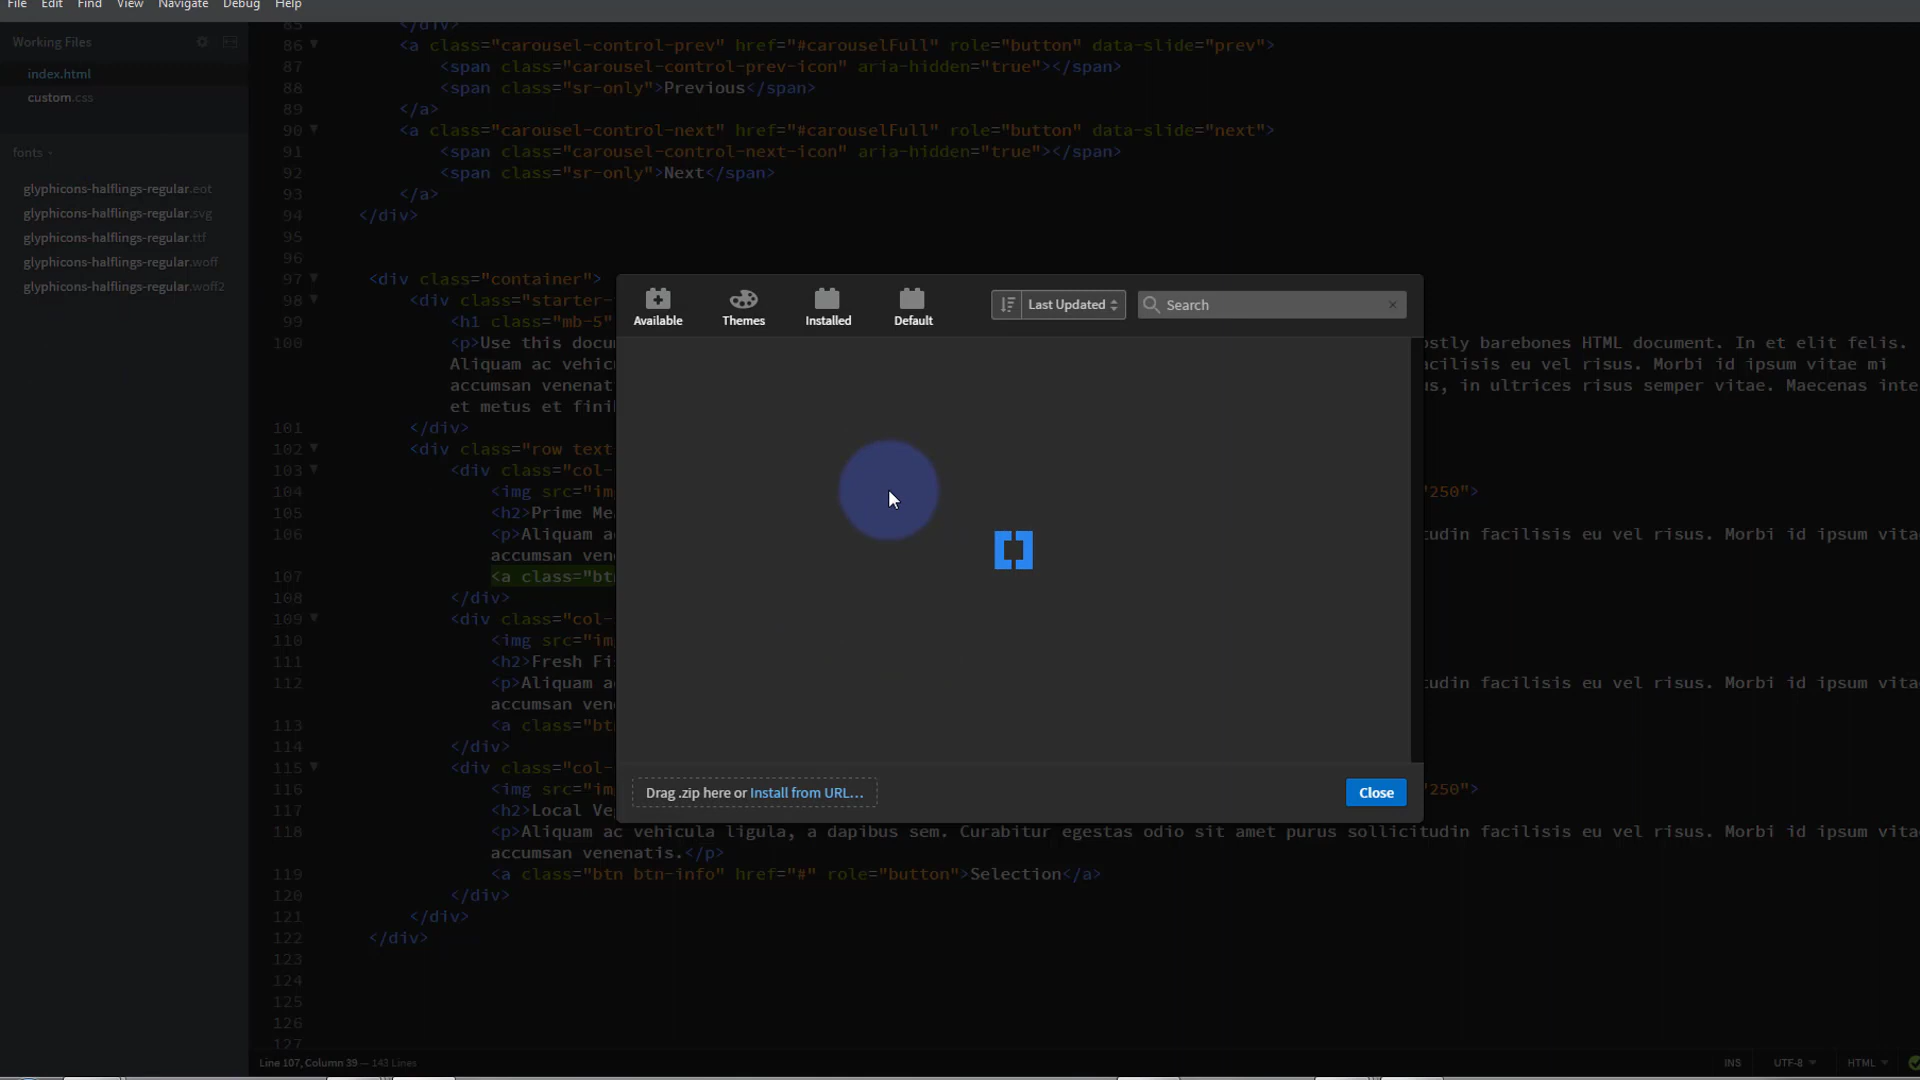 File Edit Find View Navigate Debug Help
Working Files
index.html
custom.css
fonts
glyphicons-halflings-regular.eot
glyphicons-halflings-regular.svg
glyphicons-halflings-regular.ttf
glyphicons-halflings-regular.woff
glyphicons-halflings-regular.woff2
85 </div>
86 <a class="carousel-control-prev" href="#carouselFull" role="button" data-slide="prev">
87 <span class="carousel-control-prev-icon" aria-hidden="true"></span>
88 <span class="sr-only">Previous</span>
89 </a>
90 <a class="carousel-control-next" href="#carouselFull" role="button" data-slide="next">
91 <span class="carousel-control-next-icon" aria-hidden="true"></span>
92 <span class="sr-only">Next</span>
93 </a>
94 </div>
95
96
97 <div class="container">
98 <div class="starter-
99 <h1 class="mb-5"
100 <p>Use this docu ostly barebones HTML document. In et elit felis.
Aliquam ac vehicu cilisis eu vel risus. Morbi id ipsum vitae mi
accumsan venenat s, in ultrices risus semper vitae. Maecenas inte
et metus et finib
101 </div>
102 <div class="row text
103 <div class="col-
104 <img src="im "250">
105 <h2>Prime Me
106 <p>Aliquam a tudin facilisis eu vel risus. Morbi id ipsum vita
accumsan vene
107 <a class="bt
108 </div>
109 <div class="col-
110 <img src="im
111 <h2>Fresh Fi
112 <p>Aliquam a tudin facilisis eu vel risus. Morbi id ipsum vita
accumsan ven
113 <a class="bt
114 </div>
115 <div class="col-
116 <img src="im "250">
117 <h2>Local Ve
118 <p>Aliquam ac vehicula ligula, a dapibus sem. Curabitur egestas odio sit amet purus sollicitudin facilisis eu vel risus. Morbi id ipsum vita
accumsan venenatis.</p>
119 <a class="btn btn-info" href="#" role="button">Selection</a>
120 </div>
121 </div>
122 </div>
123
124
125
126
127
Available Themes Installed Default Last Updated Search
Drag .zip here or Install from URL... Close
Line 107, Column 39 — 143 Lines INS UTF-8 HTML